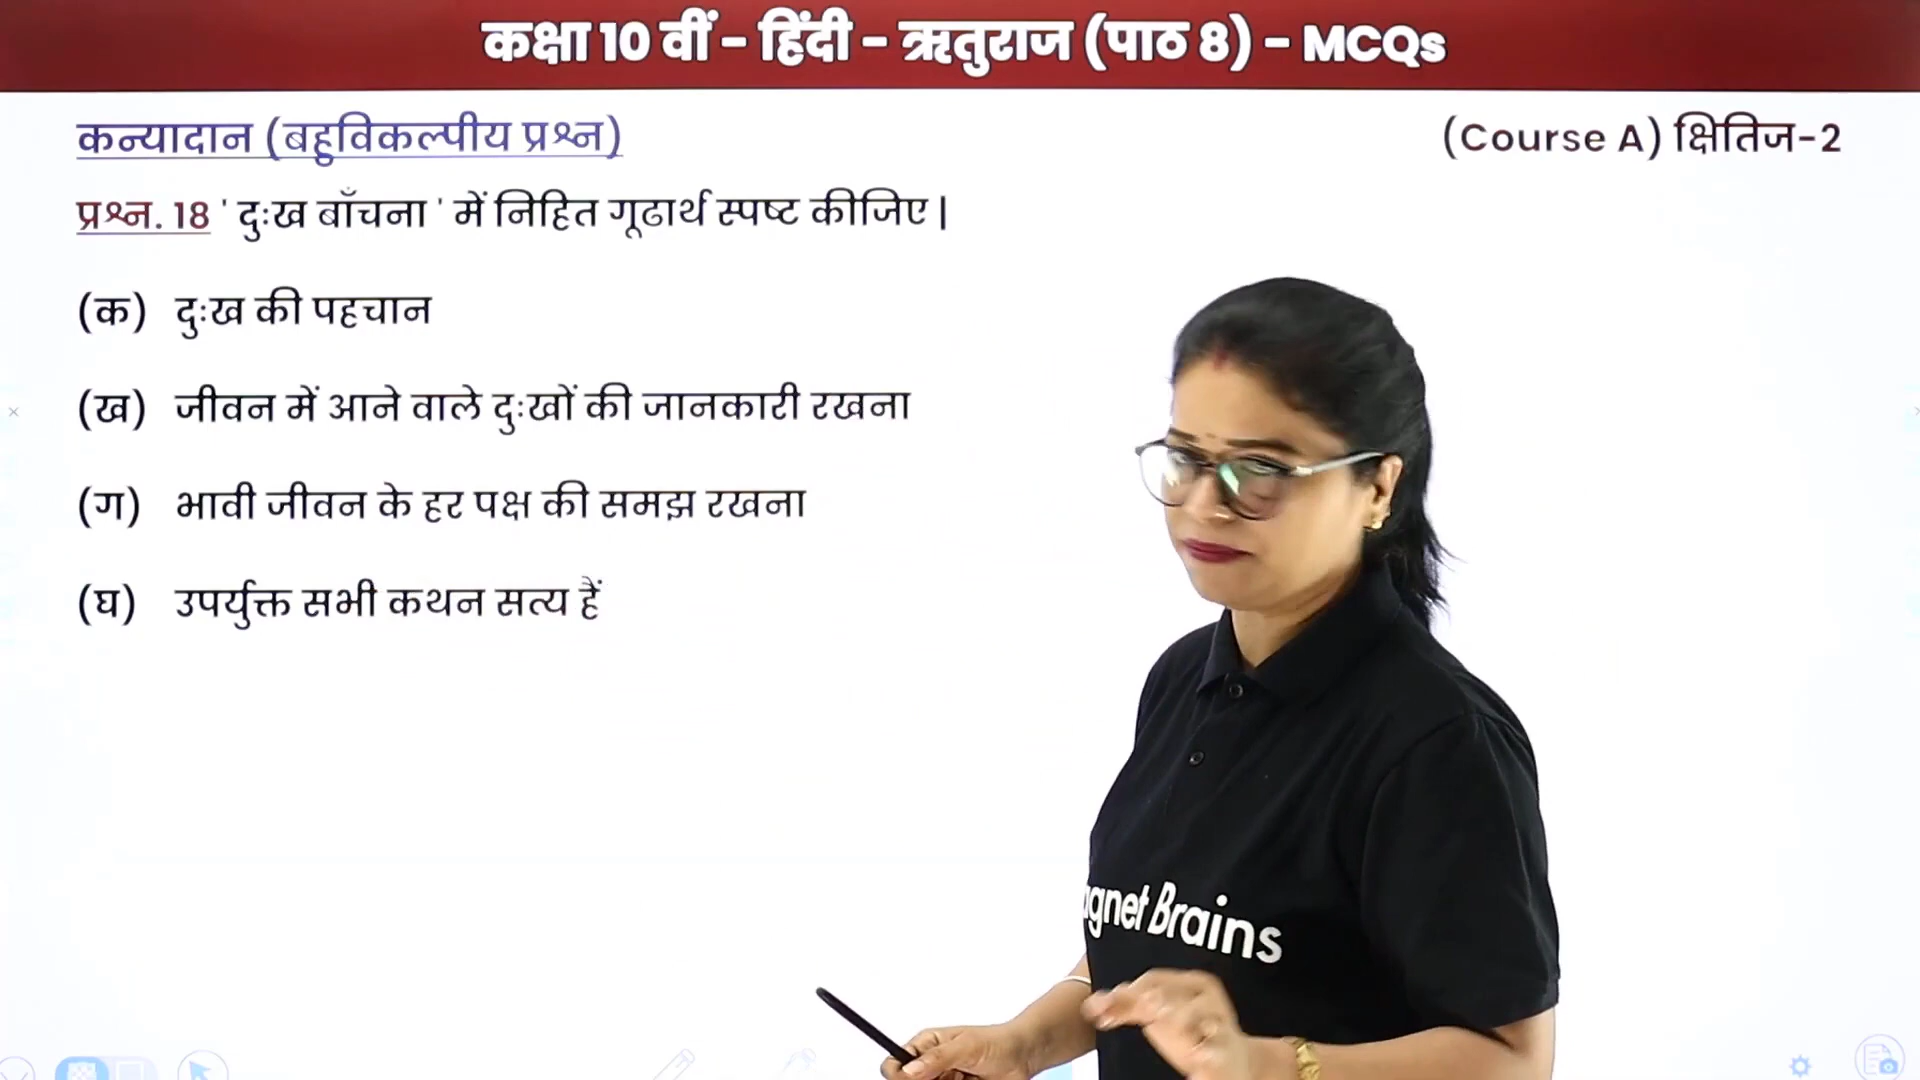 कक्षा 10 वीं - हिंदी - ऋतुराज (पाठ 8) - MCQs
कन्यादान (बहुविकल्पीय प्रश्न)
(Course A) क्षितिज-2
प्रश्न. 18 ' दुःख बाँचना ' में निहित गूढार्थ स्पष्ट कीजिए |
(क) दुःख की पहचान
(ख) जीवन में आने वाले दुःखों की जानकारी रखना
(ग) भावी जीवन के हर पक्ष की समझ रखना
(घ) उपर्युक्त सभी कथन सत्य हैं
Brains